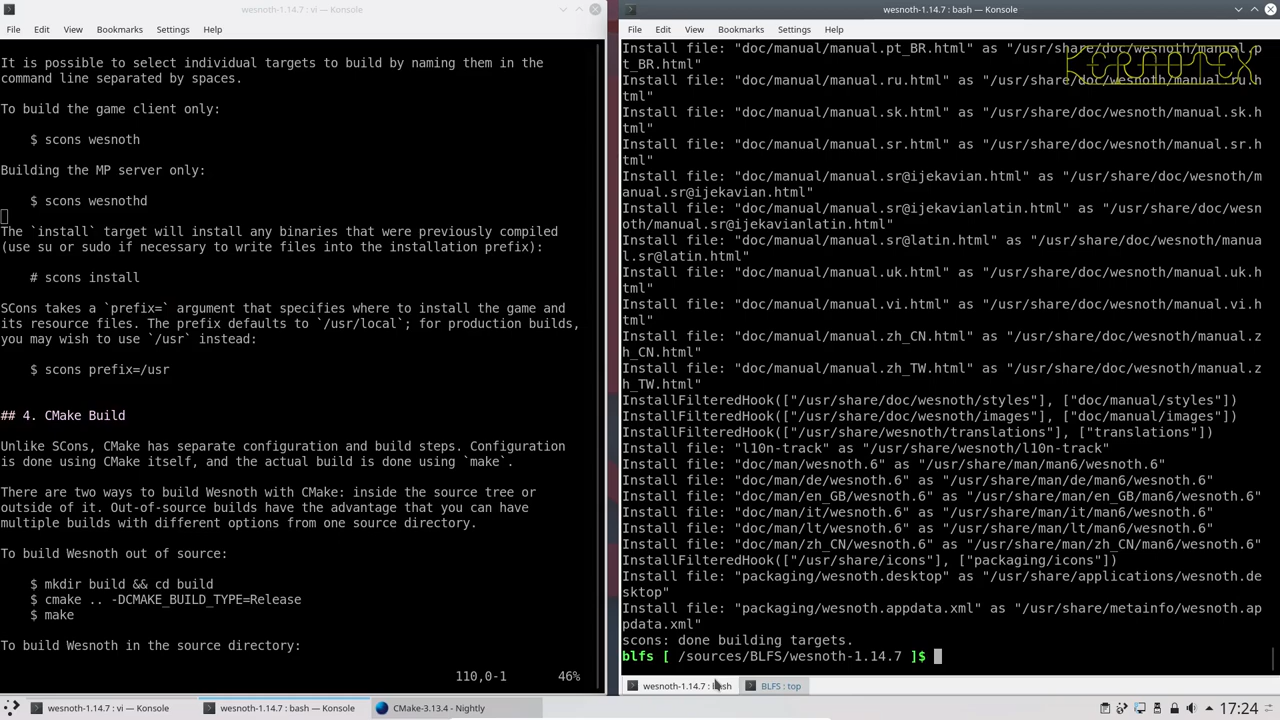 wesnoth-1.14.7 : vi — Konsole
File Edit View Bookmarks Settings Help
It is possible to select individual targets to build by naming them in the
command line separated by spaces.
To build the game client only:
$ scons wesnoth
Building the MP server only:
$ scons wesnothd
The `install` target will install any binaries that were previously compiled
(use su or sudo if necessary to write files into the installation prefix):
# scons install
SCons takes a `prefix=` argument that specifies where to install the game and
its resource files. The prefix defaults to `/usr/local`; for production builds,
you may wish to use `/usr` instead:
$ scons prefix=/usr
## 4. CMake Build
Unlike SCons, CMake has separate configuration and build steps. Configuration
is done using CMake itself, and the actual build is done using `make`.
There are two ways to build Wesnoth with CMake: inside the source tree or
outside of it. Out-of-source builds have the advantage that you can have
multiple builds with different options from one source directory.
To build Wesnoth out of source:
$ mkdir build && cd build
$ cmake .. -DCMAKE_BUILD_TYPE=Release
$ make
To build Wesnoth in the source directory:
110,0-1 46%
wesnoth-1.14.7 : bash — Konsole
File Edit View Bookmarks Settings Help
Install file: "doc/manual/manual.pt_BR.html" as "/usr/share/doc/wesnoth/manual.p
t_BR.html"
KERNOTEX
Install file: "doc/manual/manual.ru.html" as "/usr/share/doc/wesnoth/manual.ru.h
tml"
Install file: "doc/manual/manual.sk.html" as "/usr/share/doc/wesnoth/manual.sk.h
tml"
Install file: "doc/manual/manual.sr.html" as "/usr/share/doc/wesnoth/manual.sr.h
tml"
Install file: "doc/manual/manual.sr@ijekavian.html" as "/usr/share/doc/wesnoth/m
anual.sr@ijekavian.html"
Install file: "doc/manual/manual.sr@ijekavianlatin.html" as "/usr/share/doc/wesn
oth/manual.sr@ijekavianlatin.html"
Install file: "doc/manual/manual.sr@latin.html" as "/usr/share/doc/wesnoth/manua
l.sr@latin.html"
Install file: "doc/manual/manual.uk.html" as "/usr/share/doc/wesnoth/manual.uk.h
tml"
Install file: "doc/manual/manual.vi.html" as "/usr/share/doc/wesnoth/manual.vi.h
tml"
Install file: "doc/manual/manual.zh_CN.html" as "/usr/share/doc/wesnoth/manual.z
h_CN.html"
Install file: "doc/manual/manual.zh_TW.html" as "/usr/share/doc/wesnoth/manual.z
h_TW.html"
InstallFilteredHook(["/usr/share/doc/wesnoth/styles"], ["doc/manual/styles"])
InstallFilteredHook(["/usr/share/doc/wesnoth/images"], ["doc/manual/images"])
InstallFilteredHook(["/usr/share/wesnoth/translations"], ["translations"])
Install file: "l10n-track" as "/usr/share/wesnoth/l10n-track"
Install file: "doc/man/wesnoth.6" as "/usr/share/man/man6/wesnoth.6"
Install file: "doc/man/de/wesnoth.6" as "/usr/share/man/de/man6/wesnoth.6"
Install file: "doc/man/en_GB/wesnoth.6" as "/usr/share/man/en_GB/man6/wesnoth.6"
Install file: "doc/man/it/wesnoth.6" as "/usr/share/man/it/man6/wesnoth.6"
Install file: "doc/man/lt/wesnoth.6" as "/usr/share/man/lt/man6/wesnoth.6"
Install file: "doc/man/zh_CN/wesnoth.6" as "/usr/share/man/zh_CN/man6/wesnoth.6"
InstallFilteredHook(["/usr/share/icons"], ["packaging/icons"])
Install file: "packaging/wesnoth.desktop" as "/usr/share/applications/wesnoth.de
sktop"
Install file: "packaging/wesnoth.appdata.xml" as "/usr/share/metainfo/wesnoth.ap
pdata.xml"
scons: done building targets.
blfs [ /sources/BLFS/wesnoth-1.14.7 ]$
wesnoth-1.14.7 : bash BLFS : top
wesnoth-1.14.7 : vi — Konsole wesnoth-1.14.7 : bash — Konsole CMake-3.13.4 - Nightly 17:24